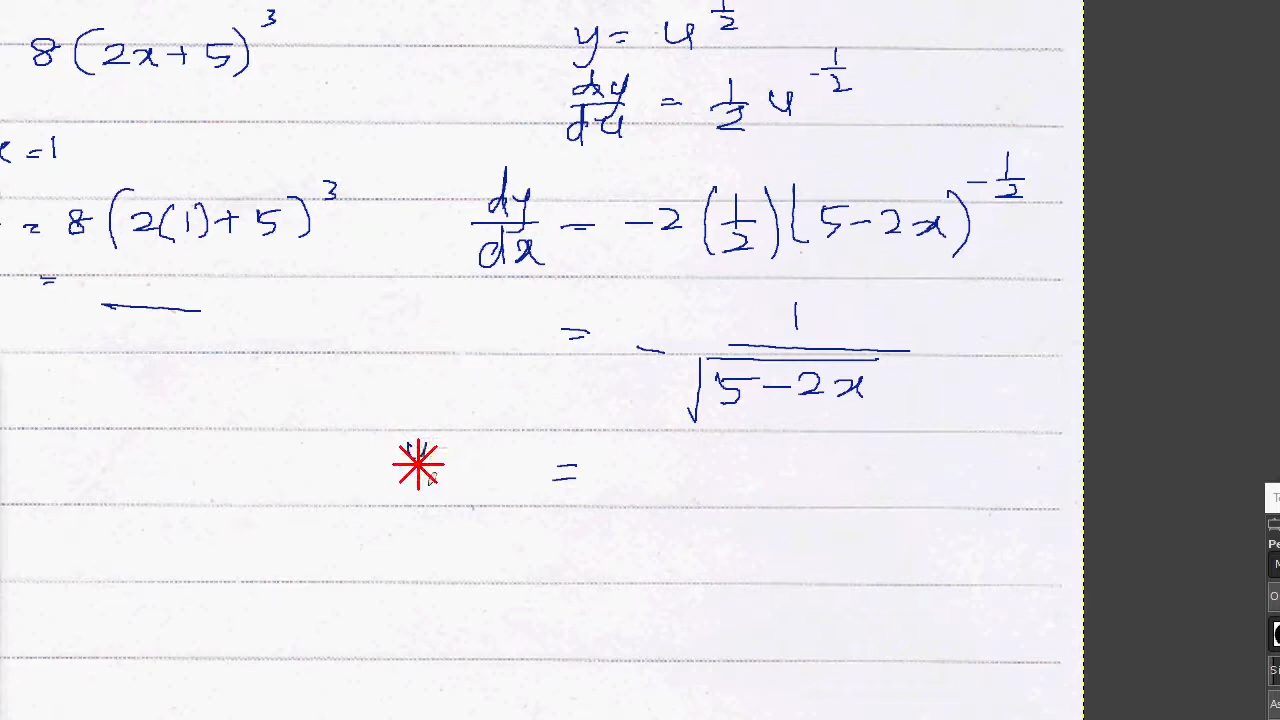 8(2x+5)^3
x=1
= 8(2(1)+5)^3
=
y= u^{1/2}
dy/du = 1/2 u^{-1/2}
dy/dx = -2(1/2)(5-2x)^{-1/2}
= - 1/√(5-2x)
=